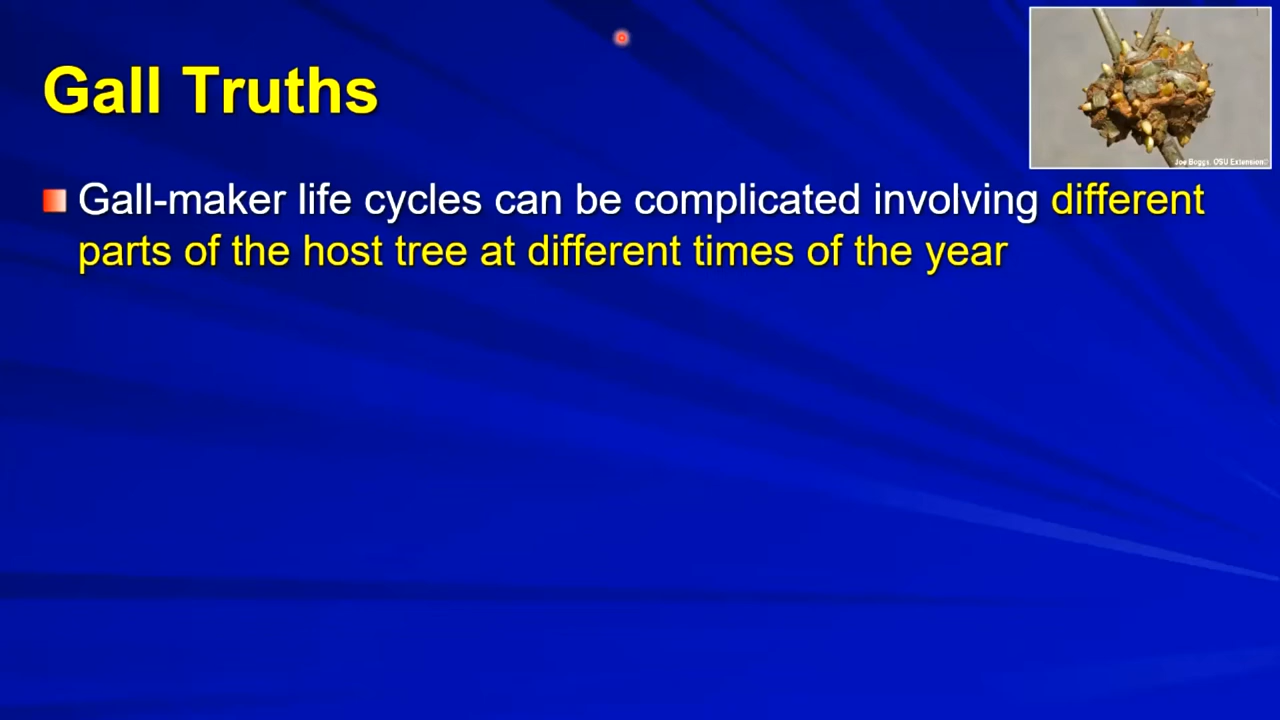 Joe Boggs, OSU Extension©
Gall Truths
Gall-maker life cycles can be complicated involving different
parts of the host tree at different times of the year